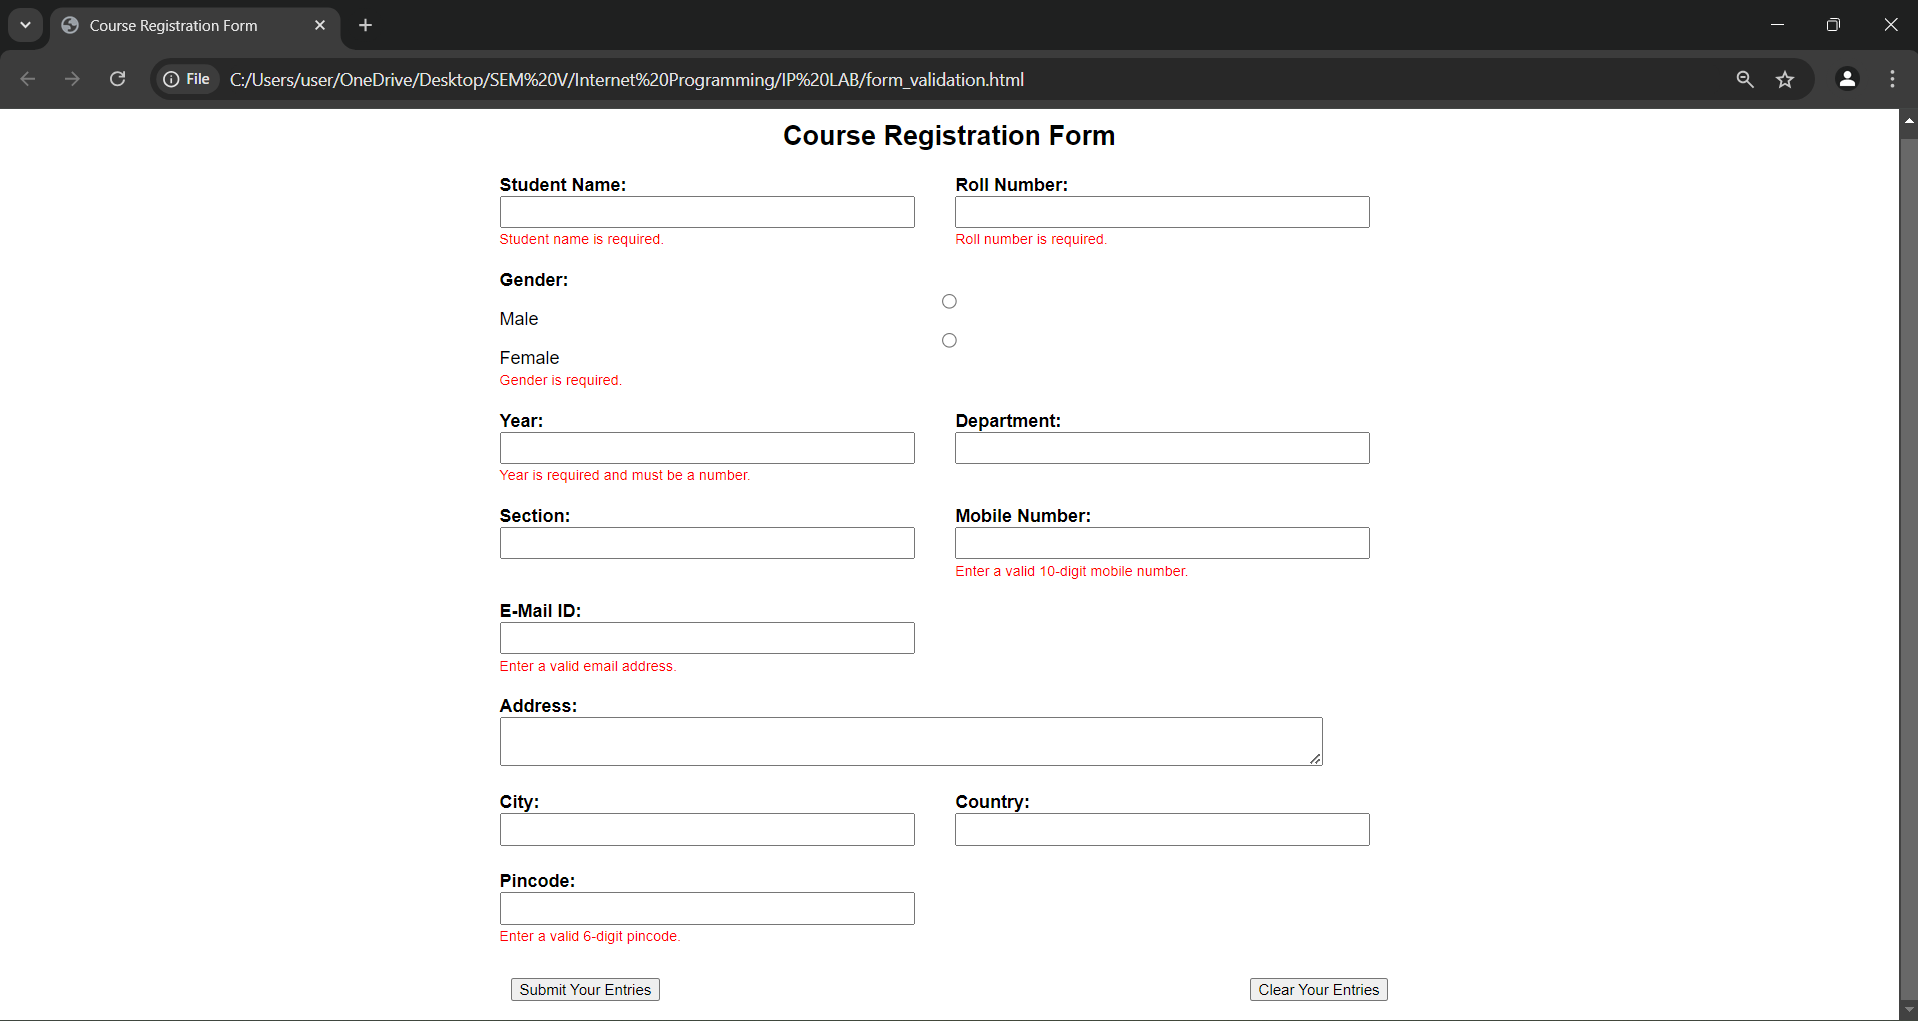 Course Registration Form
File C:/Users/user/OneDrive/Desktop/SEM%20V/Internet%20Programming/IP%20LAB/form_validation.html
Course Registration Form
Student Name: Roll Number:
Student name is required. Roll number is required.
Gender:
Male
Female
Gender is required.
Year: Department:
Year is required and must be a number.
Section: Mobile Number:
Enter a valid 10-digit mobile number.
E-Mail ID:
Enter a valid email address.
Address:
City: Country:
Pincode:
Enter a valid 6-digit pincode.
Submit Your Entries Clear Your Entries